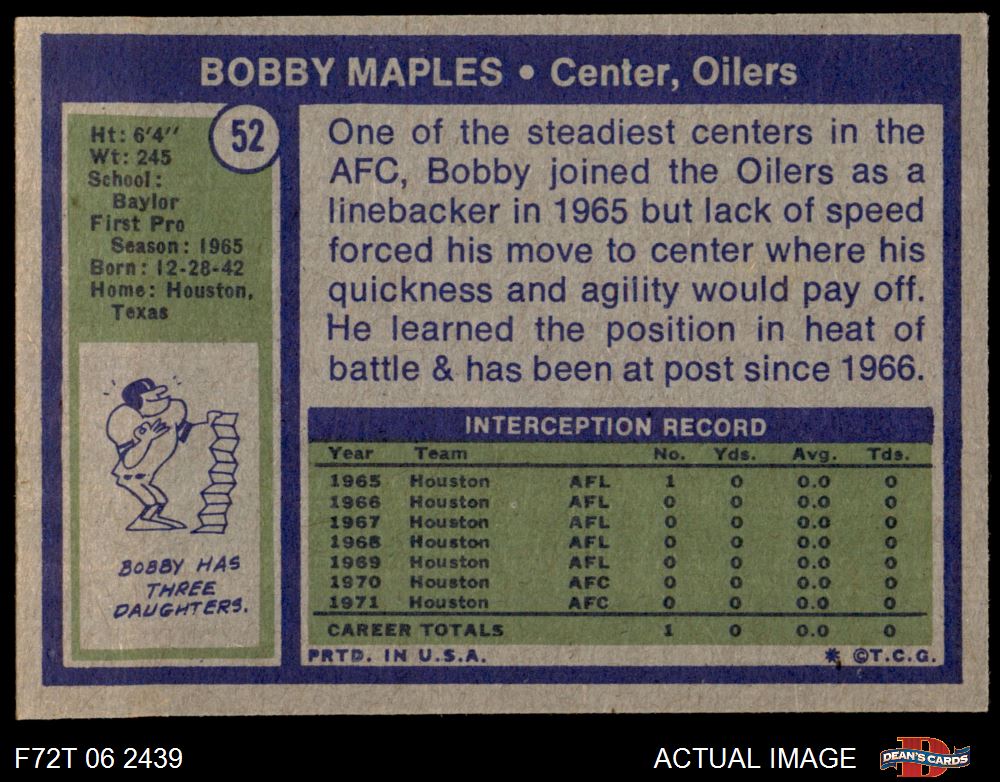 BOBBY MAPLES • Center, Oilers
52
Ht: 6'4''
Wt: 245
School:
Baylor
First Pro
Season: 1965
Born: 12-28-42
Home: Houston,
Texas
BOBBY HAS
THREE
DAUGHTERS.
One of the steadiest centers in the
AFC, Bobby joined the Oilers as a
linebacker in 1965 but lack of speed
forced his move to center where his
quickness and agility would pay off.
He learned the position in heat of
battle & has been at post since 1966.
INTERCEPTION RECORD
Year Team No. Yds. Avg. Tds.
1965 Houston AFL 1 0 0.0 0
1966 Houston AFL 0 0 0.0 0
1967 Houston AFL 0 0 0.0 0
1968 Houston AFL 0 0 0.0 0
1969 Houston AFL 0 0 0.0 0
1970 Houston AFC 0 0 0.0 0
1971 Houston AFC 0 0 0.0 0
CAREER TOTALS 1 0 0.0 0
PRTD. IN U.S.A. * ©T.C.G.
F72T 06 2439 ACTUAL IMAGE D DEAN'S CARDS